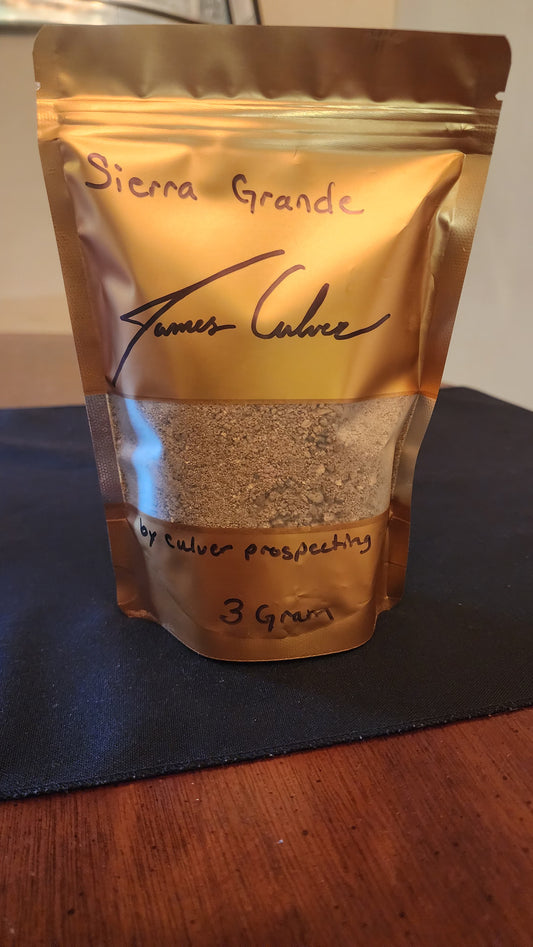 Sierra Grande
James Culver
by culver prospecting
3 Gram